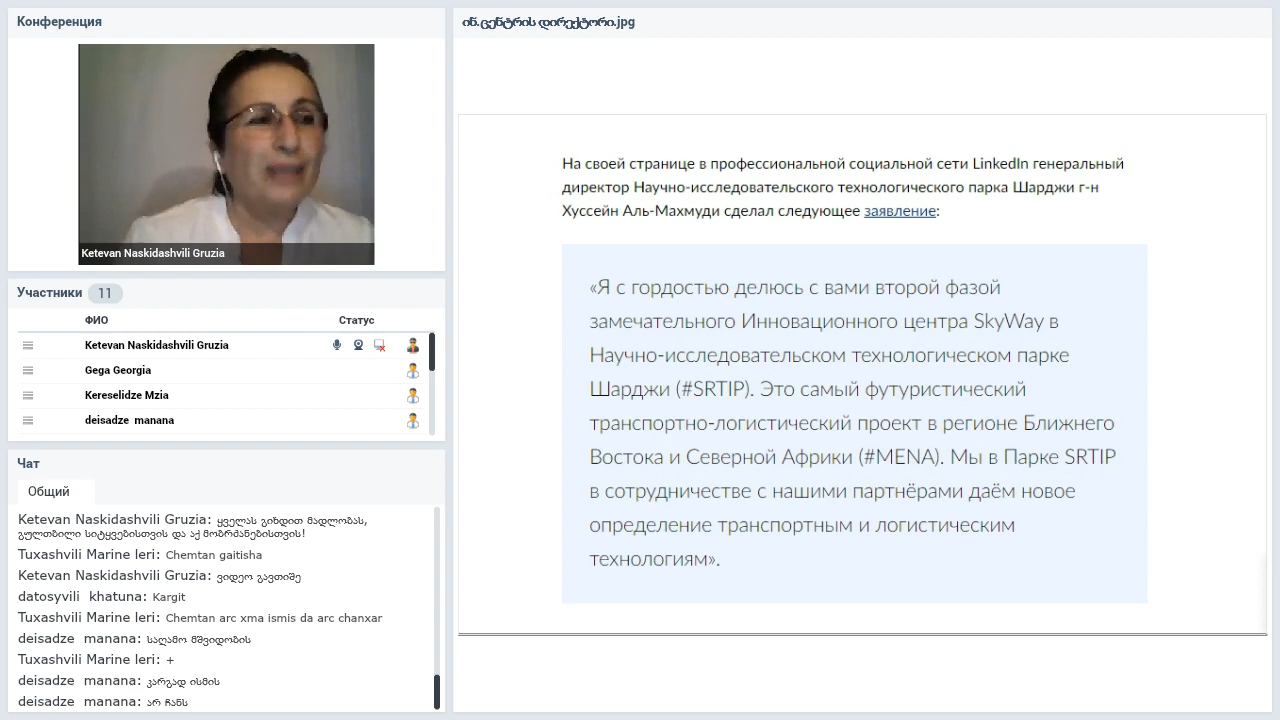 Конференция
Ketevan Naskidashvili Gruzia
Участники 11
ФИО Статус
Ketevan Naskidashvili Gruzia
Gega Georgia
Kereselidze Mzia
deisadze manana
Чат
Общий
Ketevan Naskidashvili Gruzia: ყველას გინდით მადლობას,
გულთბილი სიტყვებისთვის და აქ მობრძანებისთვის!
Tuxashvili Marine leri: Chemtan gaitisha
Ketevan Naskidashvili Gruzia: ვიდეო გავთიშე
datosyvili khatuna: Kargit
Tuxashvili Marine leri: Chemtan arc xma ismis da arc chanxar
deisadze manana: საღამო მშვიდობის
Tuxashvili Marine leri: +
deisadze manana: კარგად ისმის
deisadze manana: არ ჩანს
ინ.ცენტრის დირექტორი.jpg
На своей странице в профессиональной социальной сети LinkedIn генеральный
директор Научно-исследовательского технологического парка Шарджи г-н
Хуссейн Аль-Махмуди сделал следующее заявление:
«Я с гордостью делюсь с вами второй фазой
замечательного Инновационного центра SkyWay в
Научно-исследовательском технологическом парке
Шарджи (#SRTIP). Это самый футуристический
транспортно-логистический проект в регионе Ближнего
Востока и Северной Африки (#MENA). Мы в Парке SRTIP
в сотрудничестве с нашими партнёрами даём новое
определение транспортным и логистическим
технологиям».